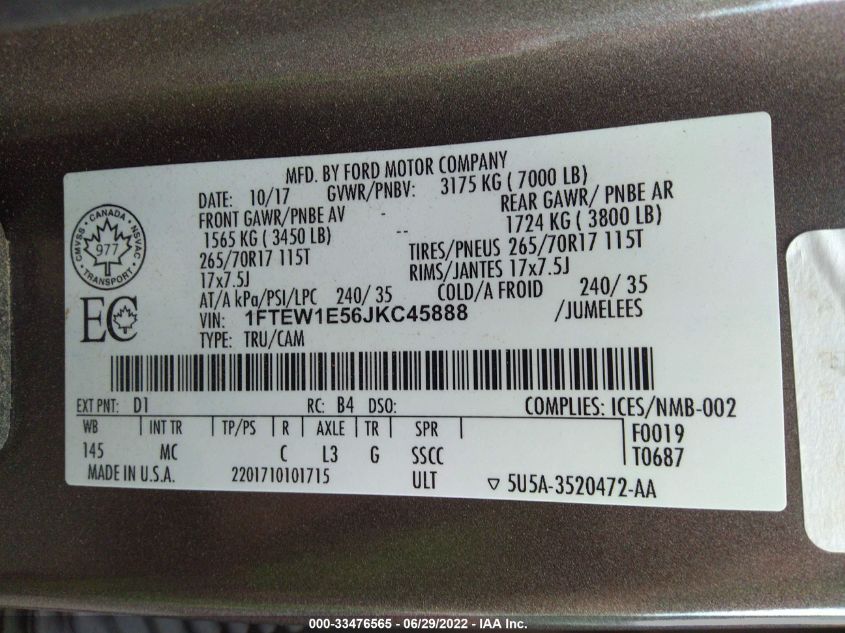 MFD. BY FORD MOTOR COMPANY
DATE: 10/17 GVWR/PNBV: 3175 KG ( 7000 LB)
FRONT GAWR/PNBE AV - REAR GAWR/ PNBE AR
1565 KG ( 3450 LB) -- 1724 KG ( 3800 LB)
265/70R17 115T TIRES/PNEUS 265/70R17 115T
17x7.5J RIMS/JANTES 17x7.5J
AT/A kPa/PSI/LPC 240/ 35 COLD/A FROID 240/ 35
VIN: 1FTEW1E56JKC45888 /JUMELEES
TYPE: TRU/CAM
CMVSS · CANADA · NSVAC · TRANSPORT ·
977
EC
EXT PNT: D1 RC: B4 DSO: COMPLIES: ICES/NMB-002
WB INT TR TP/PS R AXLE TR SPR F0019
145 MC C L3 G SSCC T0687
MADE IN U.S.A. 2201710101715 ULT ▽ 5U5A-3520472-AA
000-33476565 - 06/29/2022 - IAA Inc.